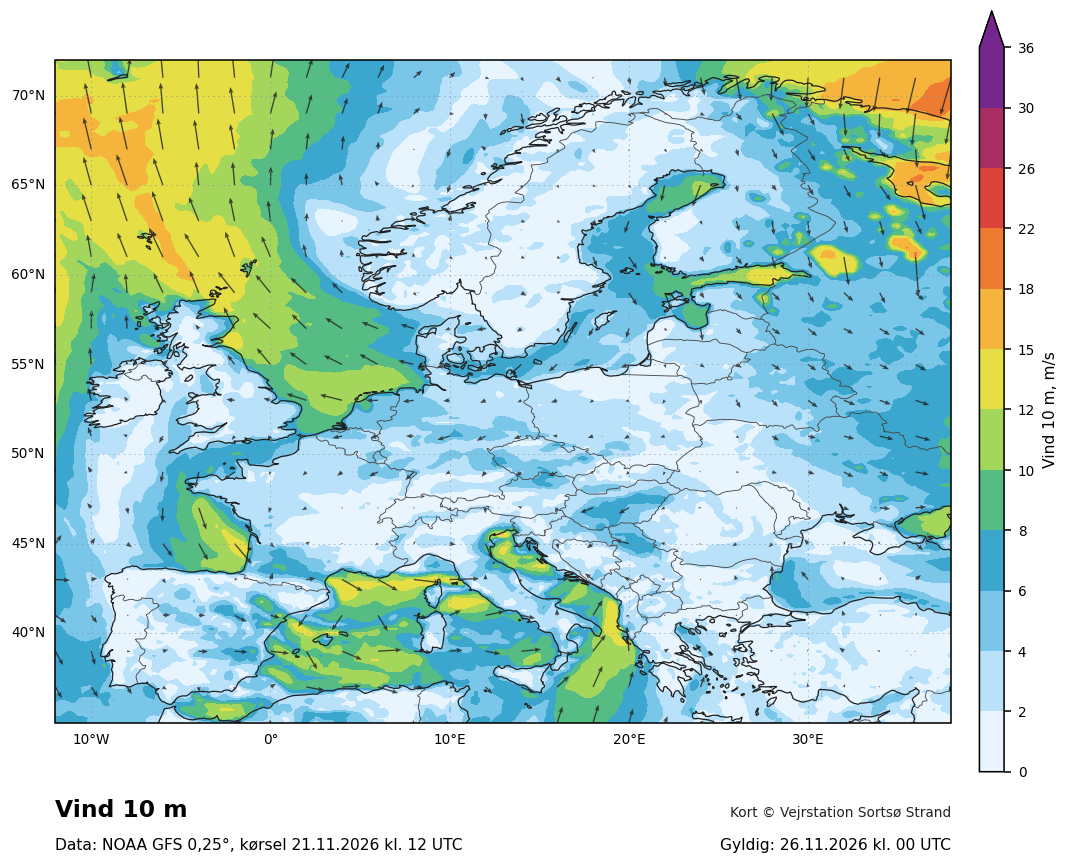 36
30
26
22
18
15
12
10
8
6
4
2
0
Vind 10 m, m/s
70°N
65°N
60°N
55°N
50°N
45°N
40°N
10°W
0°
10°E
20°E
30°E
Vind 10 m
Kort © Vejrstation Sortsø Strand
Data: NOAA GFS 0,25°, kørsel 21.11.2026 kl. 12 UTC
Gyldig: 26.11.2026 kl. 00 UTC